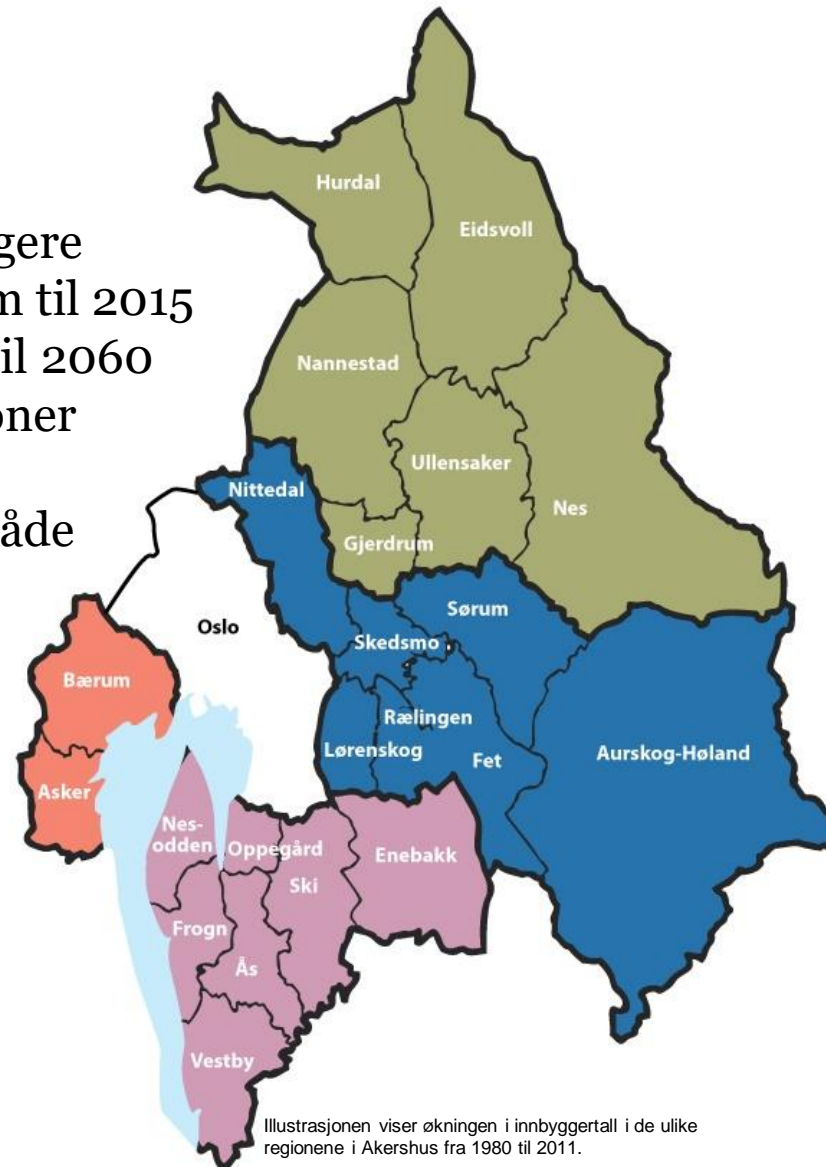 gere
m til 2015
il 2060
oner
åde
Hurdal
Eidsvoll
Nannestad
Ullensaker
Nittedal
Nes
Gjerdrum
Sørum
Oslo
Skedsmo
Bærum
Rælingen
Lørenskog
Fet
Aurskog-Høland
Asker
Nes-
odden
Oppegård
Enebakk
Ski
Frogn
Ås
Vestby
Illustrasjonen viser økningen i innbyggertall i de ulike
regionene i Akershus fra 1980 til 2011.